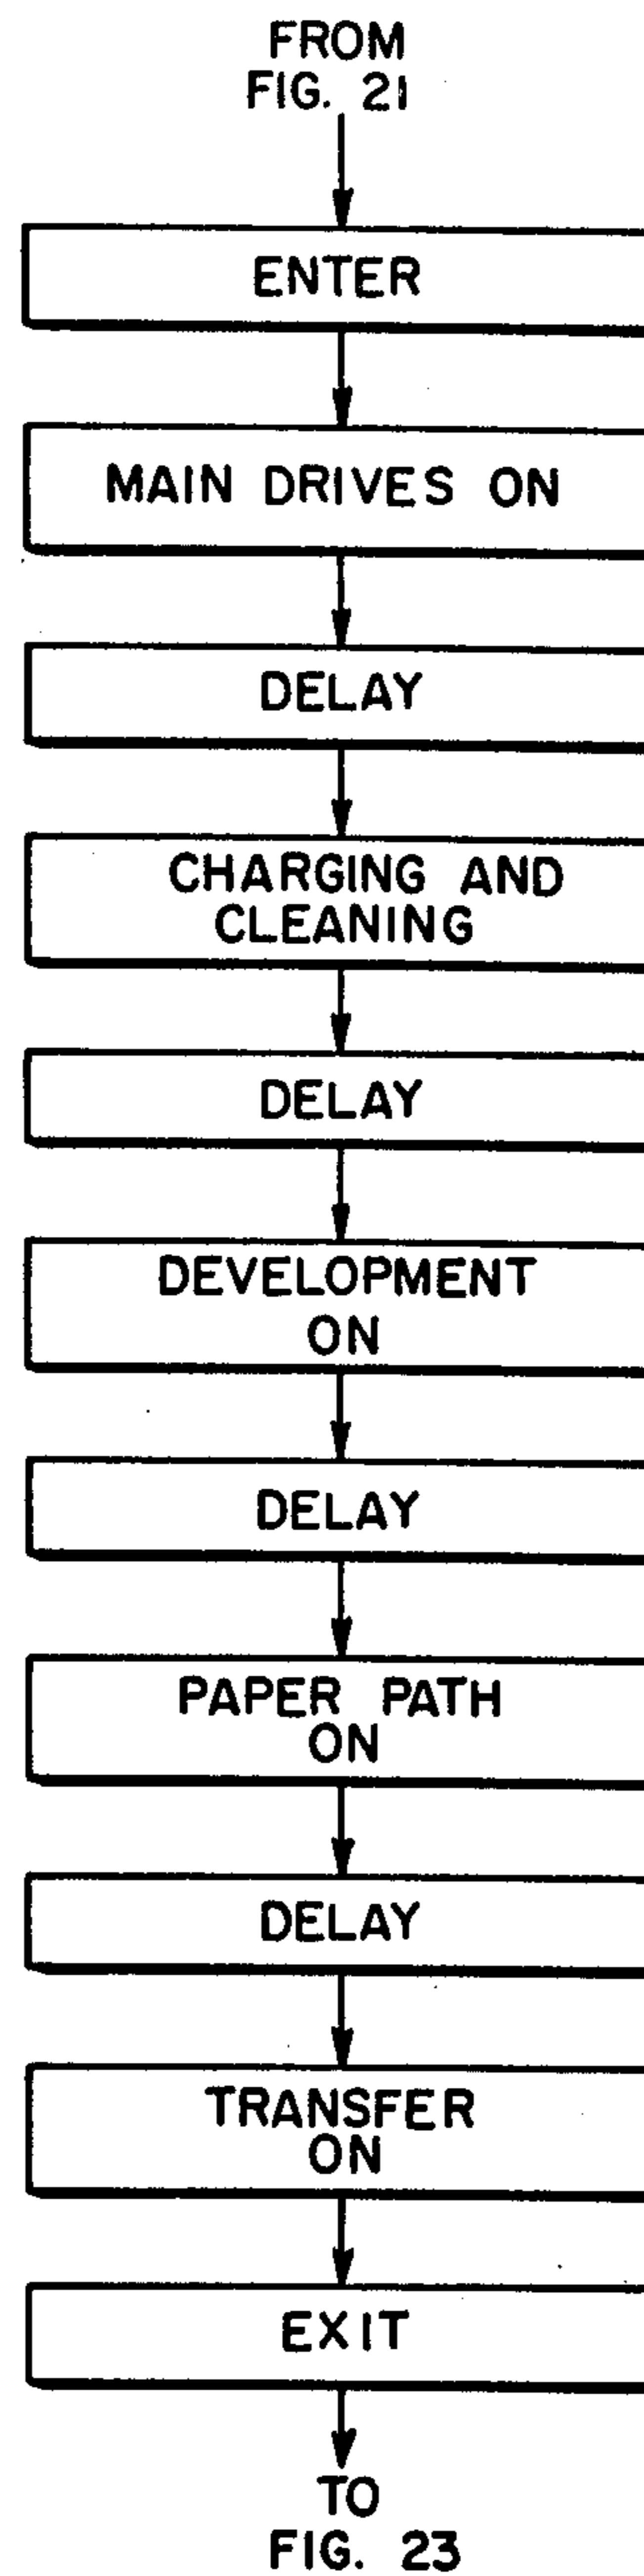 FROM
FIG. 21
ENTER
MAIN DRIVES ON
DELAY
CHARGING AND
CLEANING
DELAY
DEVELOPMENT
ON
DELAY
PAPER PATH
ON
DELAY
TRANSFER
ON
EXIT
TO
FIG. 23